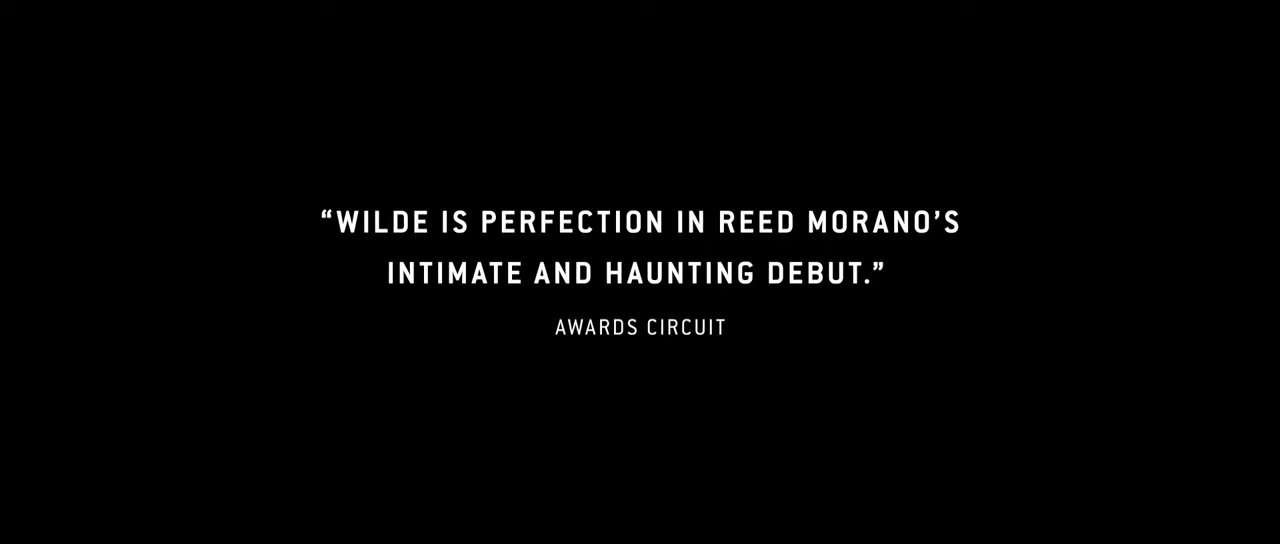 “WILDE IS PERFECTION IN REED MORANO’S
INTIMATE AND HAUNTING DEBUT.”
AWARDS CIRCUIT